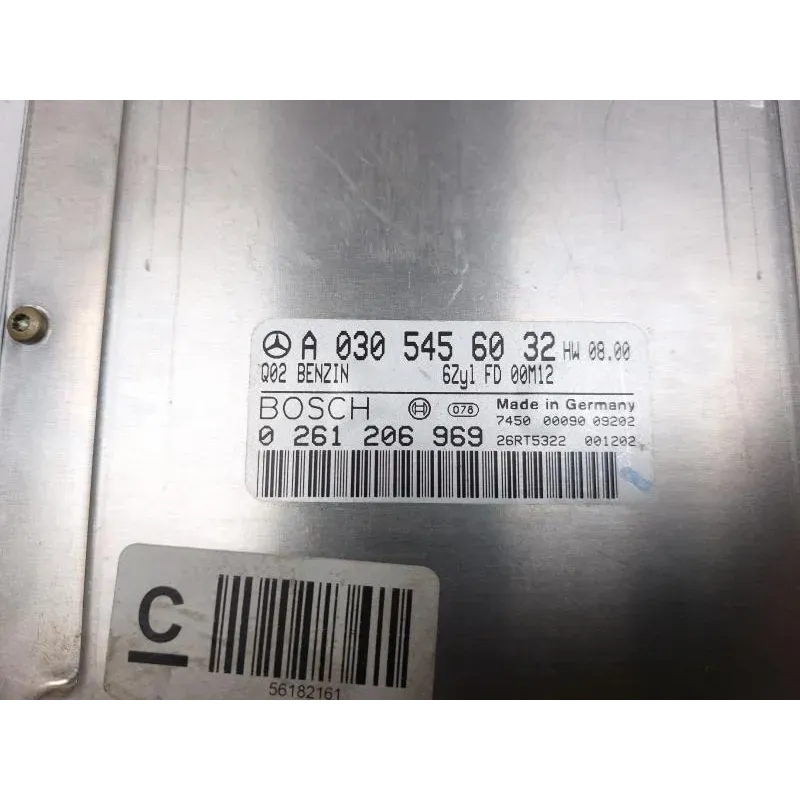 A 030 545 60 32 HW 08.00
Q02 BENZIN 6Zyl FD 00M12
BOSCH 078 Made in Germany
7450 00090 09202
0 261 206 969 26RT5322 001202
C
56182161